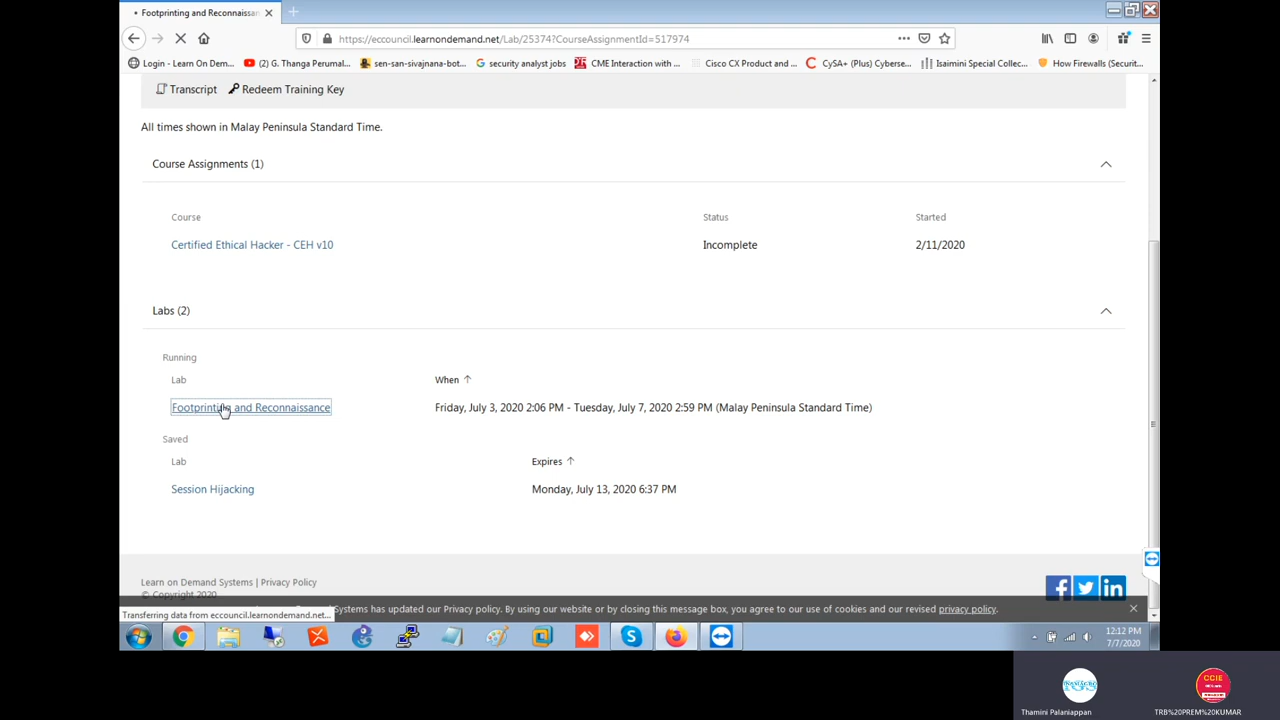 Footprinting and Reconnaissan
https://eccouncil.learnondemand.net/Lab/25374?CourseAssignmentId=517974
Login - Learn On Dem... (2) G. Thanga Perumal... sen-san-sivajnana-bot... security analyst jobs CME Interaction with ... Cisco CX Product and ... CySA+ (Plus) Cyberse... Isaimini Special Collec... How Firewalls (Securit...
Transcript Redeem Training Key
All times shown in Malay Peninsula Standard Time.
Course Assignments (1)
Course Status Started
Certified Ethical Hacker - CEH v10 Incomplete 2/11/2020
Labs (2)
Running
Lab When
Footprinting and Reconnaissance Friday, July 3, 2020 2:06 PM - Tuesday, July 7, 2020 2:59 PM (Malay Peninsula Standard Time)
Saved
Lab Expires
Session Hijacking Monday, July 13, 2020 6:37 PM
Learn on Demand Systems | Privacy Policy
© Copyright 2020
Systems has updated our Privacy policy. By using our website or by closing this message box, you agree to our use of cookies and our revised privacy policy.
Transferring data from eccouncil.learnondemand.net...
12:12 PM
7/7/2020
CCIE
Thamini Palaniappan TRB%20PREM%20KUMAR